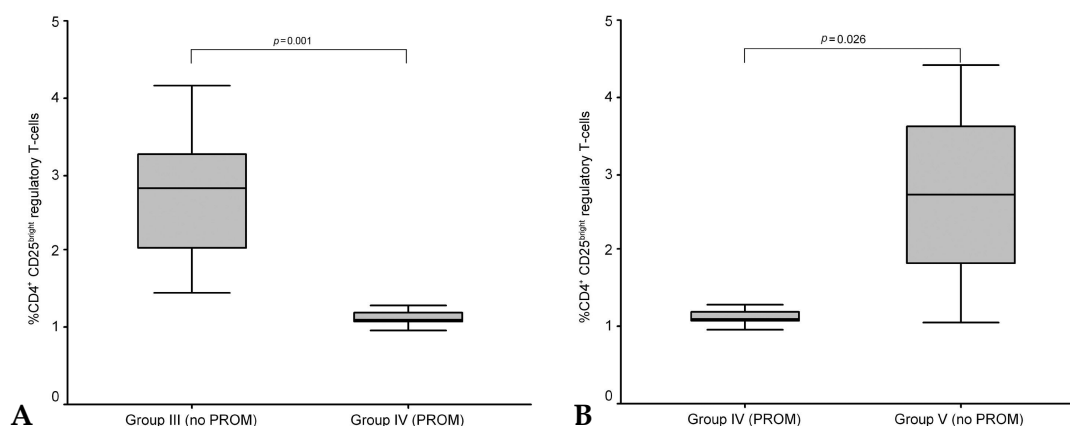 5
4
3
2
1
0
%CD4⁺ CD25ᵇʳⁱᵍʰᵗ regulatory T-cells
p=0.001
Group III (no PROM)
Group IV (PROM)
A
5
4
3
2
1
0
%CD4⁺ CD25ᵇʳⁱᵍʰᵗ regulatory T-cells
p=0.026
Group IV (PROM)
Group V (no PROM)
B